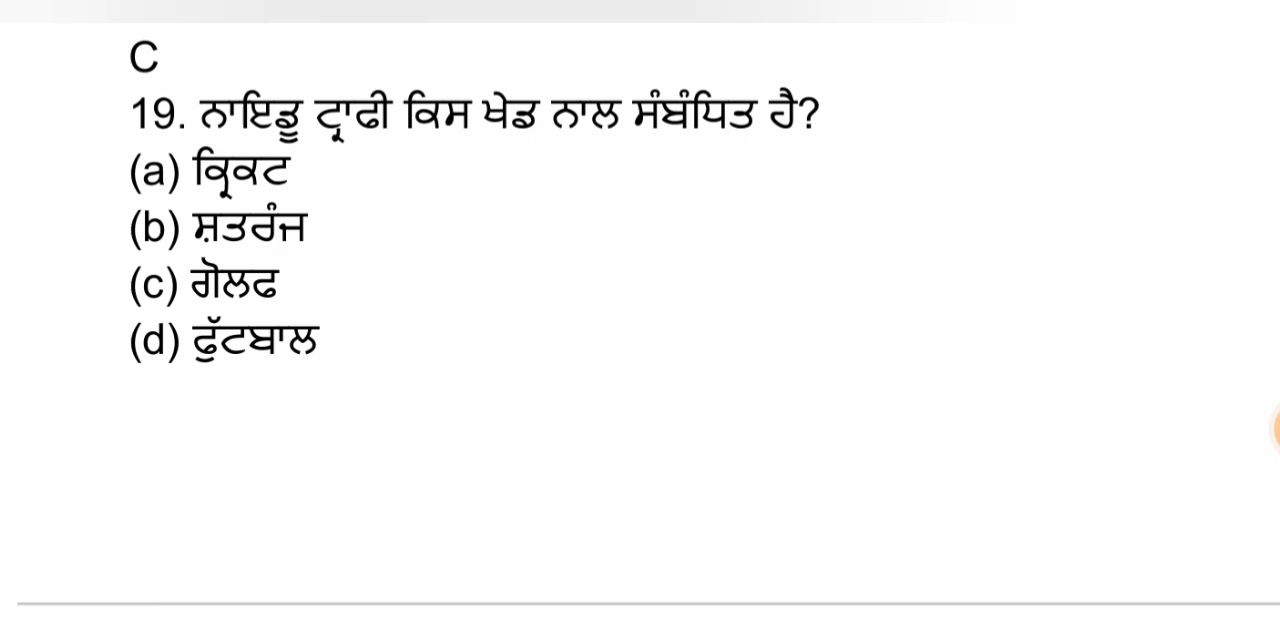 C
19. ਨਾਇਡੂ ਟ੍ਰਾਫੀ ਕਿਸ ਖੇਡ ਨਾਲ ਸੰਬੰਧਿਤ ਹੈ?
(a) ਕ੍ਰਿਕਟ
(b) ਸ਼ਤਰੰਜ
(c) ਗੋਲਫ
(d) ਫੁੱਟਬਾਲ